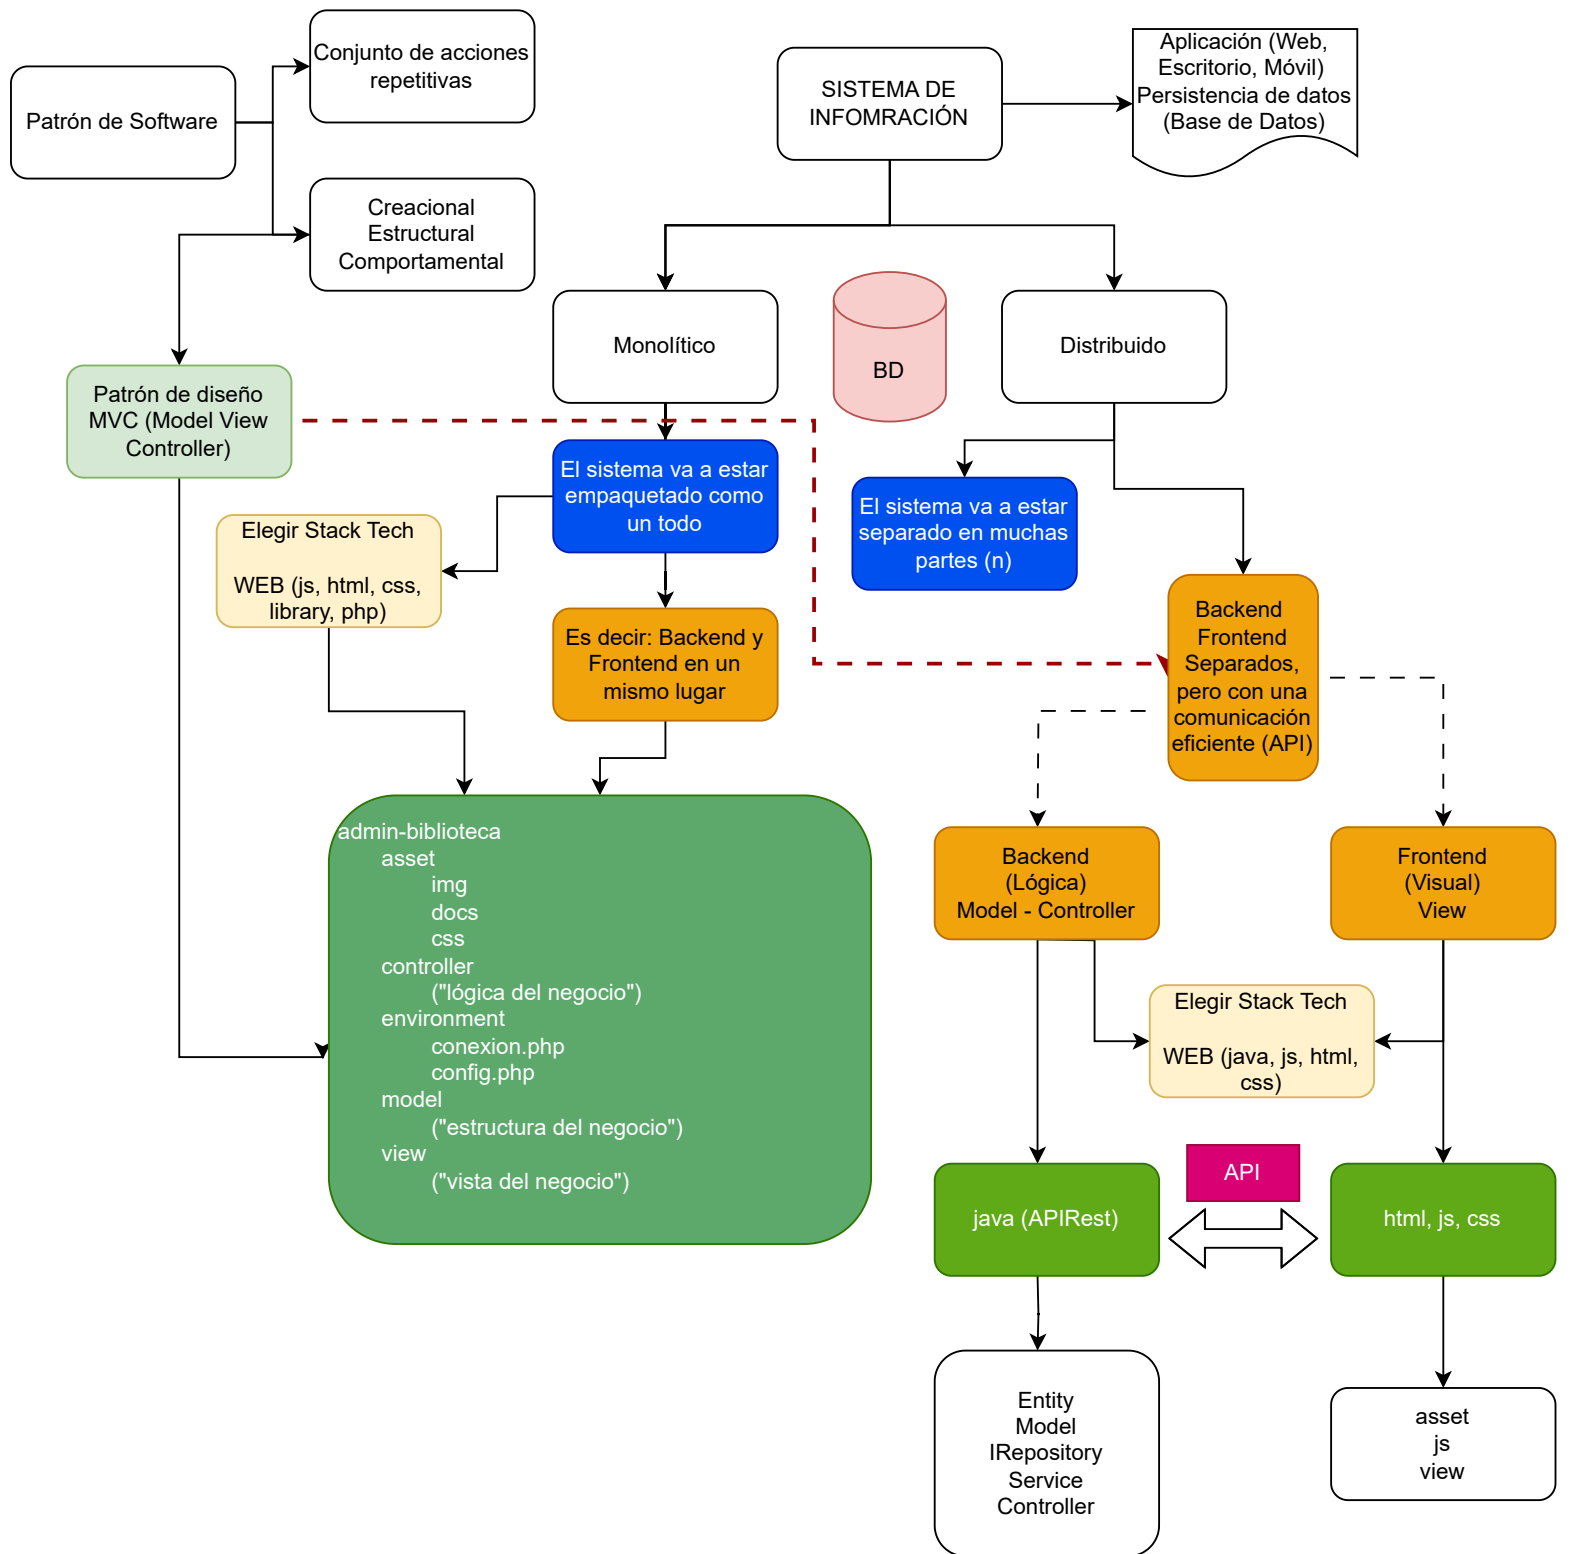 Conjunto de acciones
repetitivas
Patrón de Software
Creacional
Estructural
Comportamental
SISTEMA DE
INFOMRACIÓN
Aplicación (Web,
Escritorio, Móvil)
Persistencia de datos
(Base de Datos)
Monolítico
BD
Distribuido
Patrón de diseño
MVC (Model View
Controller)
El sistema va a estar
empaquetado como
un todo
El sistema va a estar
separado en muchas
partes (n)
Elegir Stack Tech
WEB (js, html, css,
library, php)
Es decir: Backend y
Frontend en un
mismo lugar
Backend
Frontend
Separados,
pero con una
comunicación
eficiente (API)
admin-biblioteca
asset
img
docs
css
controller
("lógica del negocio")
environment
conexion.php
config.php
model
("estructura del negocio")
view
("vista del negocio")
Backend
(Lógica)
Model - Controller
Frontend
(Visual)
View
Elegir Stack Tech
WEB (java, js, html,
css)
API
java (APIRest)
html, js, css
Entity
Model
IRepository
Service
Controller
asset
js
view